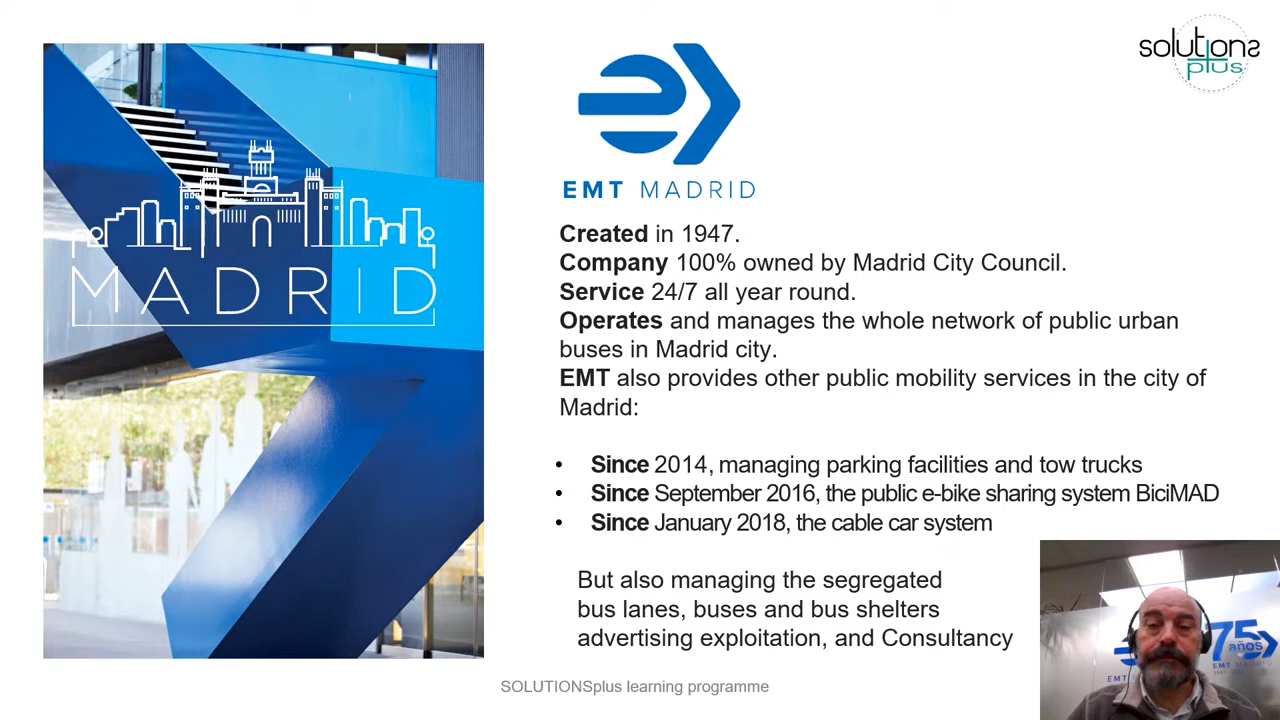 solutions
plus
MADRID
EMT MADRID
Created in 1947.
Company 100% owned by Madrid City Council.
Service 24/7 all year round.
Operates and manages the whole network of public urban
buses in Madrid city.
EMT also provides other public mobility services in the city of
Madrid:
• Since 2014, managing parking facilities and tow trucks
• Since September 2016, the public e-bike sharing system BiciMAD
• Since January 2018, the cable car system
But also managing the segregated
bus lanes, buses and bus shelters
advertising exploitation, and Consultancy
75
años
EMT MADRID
SOLUTIONSplus learning programme